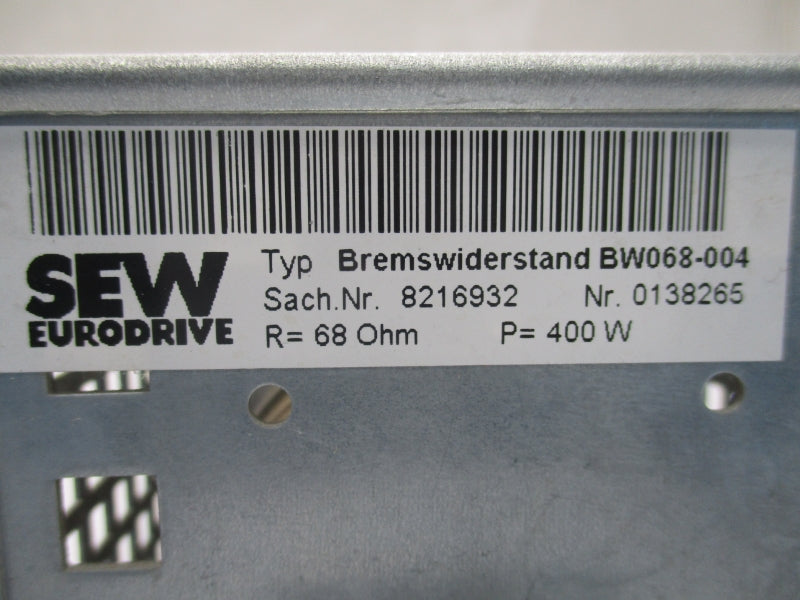 SEW
EURODRIVE
Typ Bremswiderstand BW068-004
Sach.Nr. 8216932 Nr. 0138265
R= 68 Ohm P= 400 W